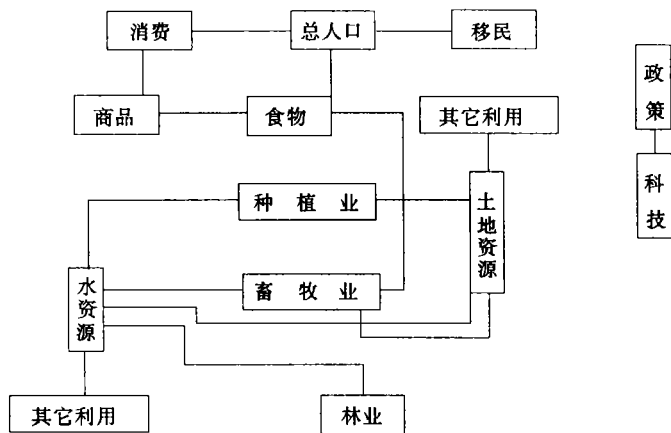 消费
总人口
移民
商品
食物
其它利用
政策
科技
种植业
土地资源
畜牧业
水资源
其它利用
林业